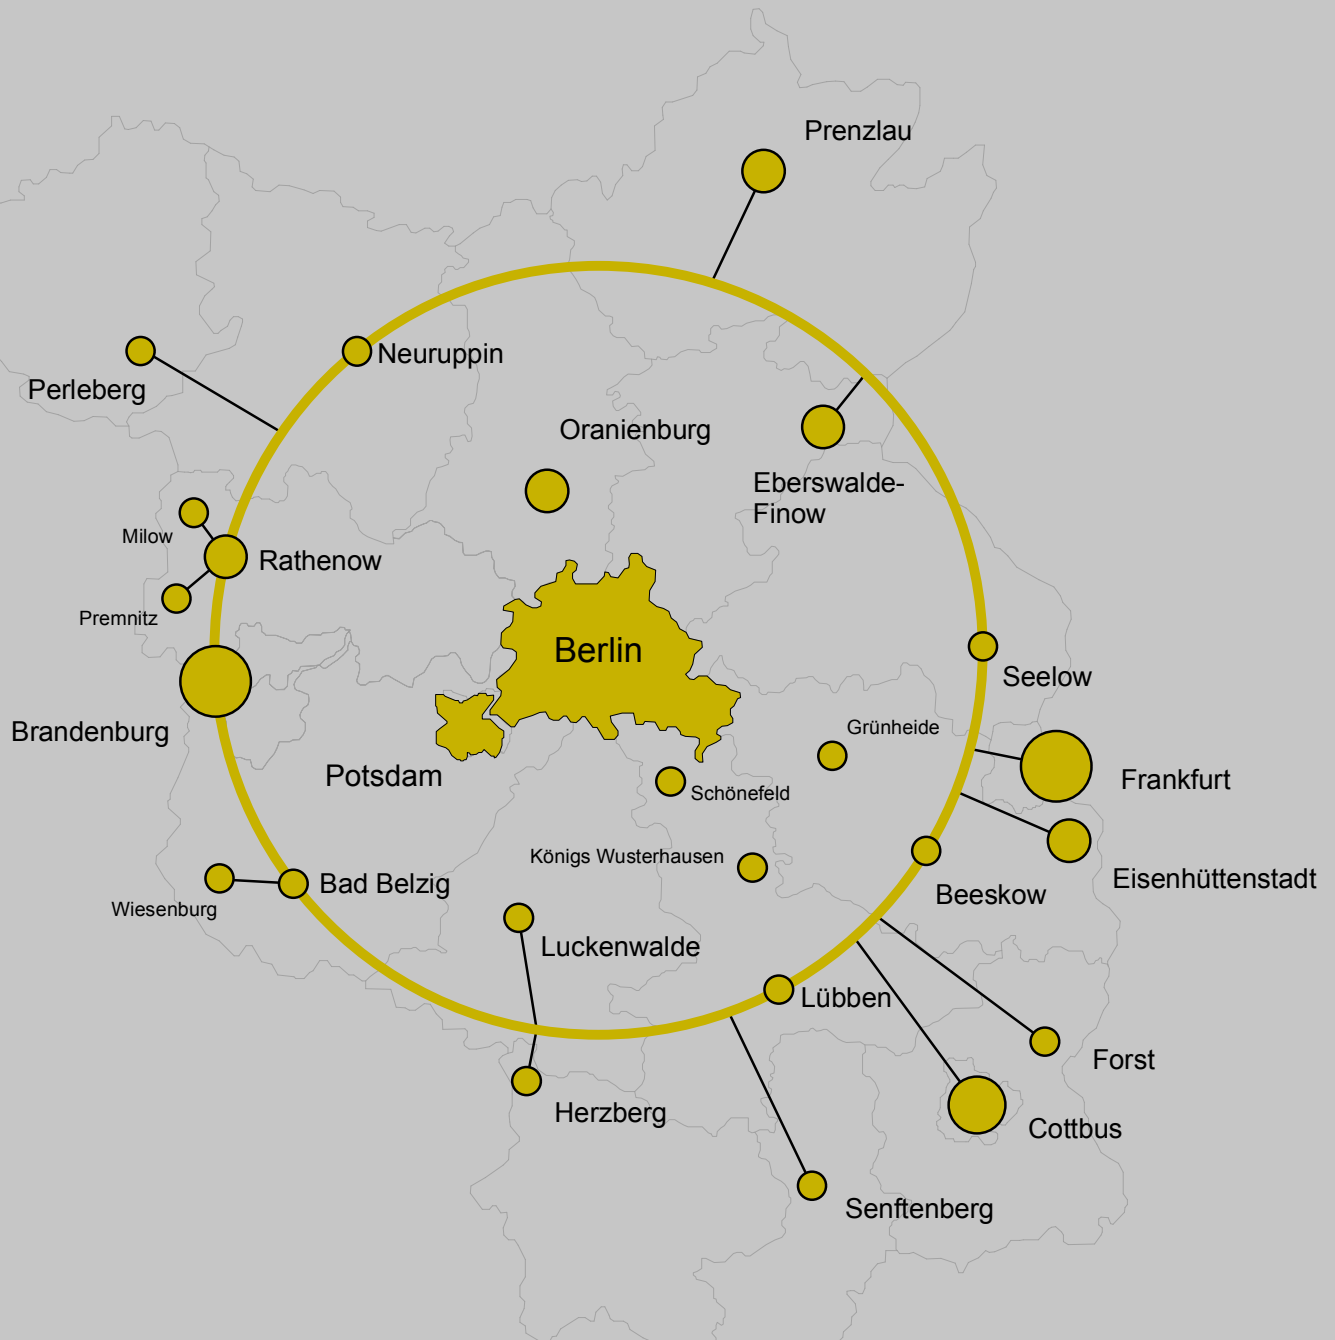 Prenzlau
Neuruppin
Perleberg
Oranienburg
Eberswalde-
Finow
Milow
Rathenow
Premnitz
Berlin
Seelow
Brandenburg
Grünheide
Potsdam
Frankfurt
Schönefeld
Königs Wusterhausen
Eisenhüttenstadt
Bad Belzig
Beeskow
Wiesenburg
Luckenwalde
Lübben
Forst
Herzberg
Cottbus
Senftenberg